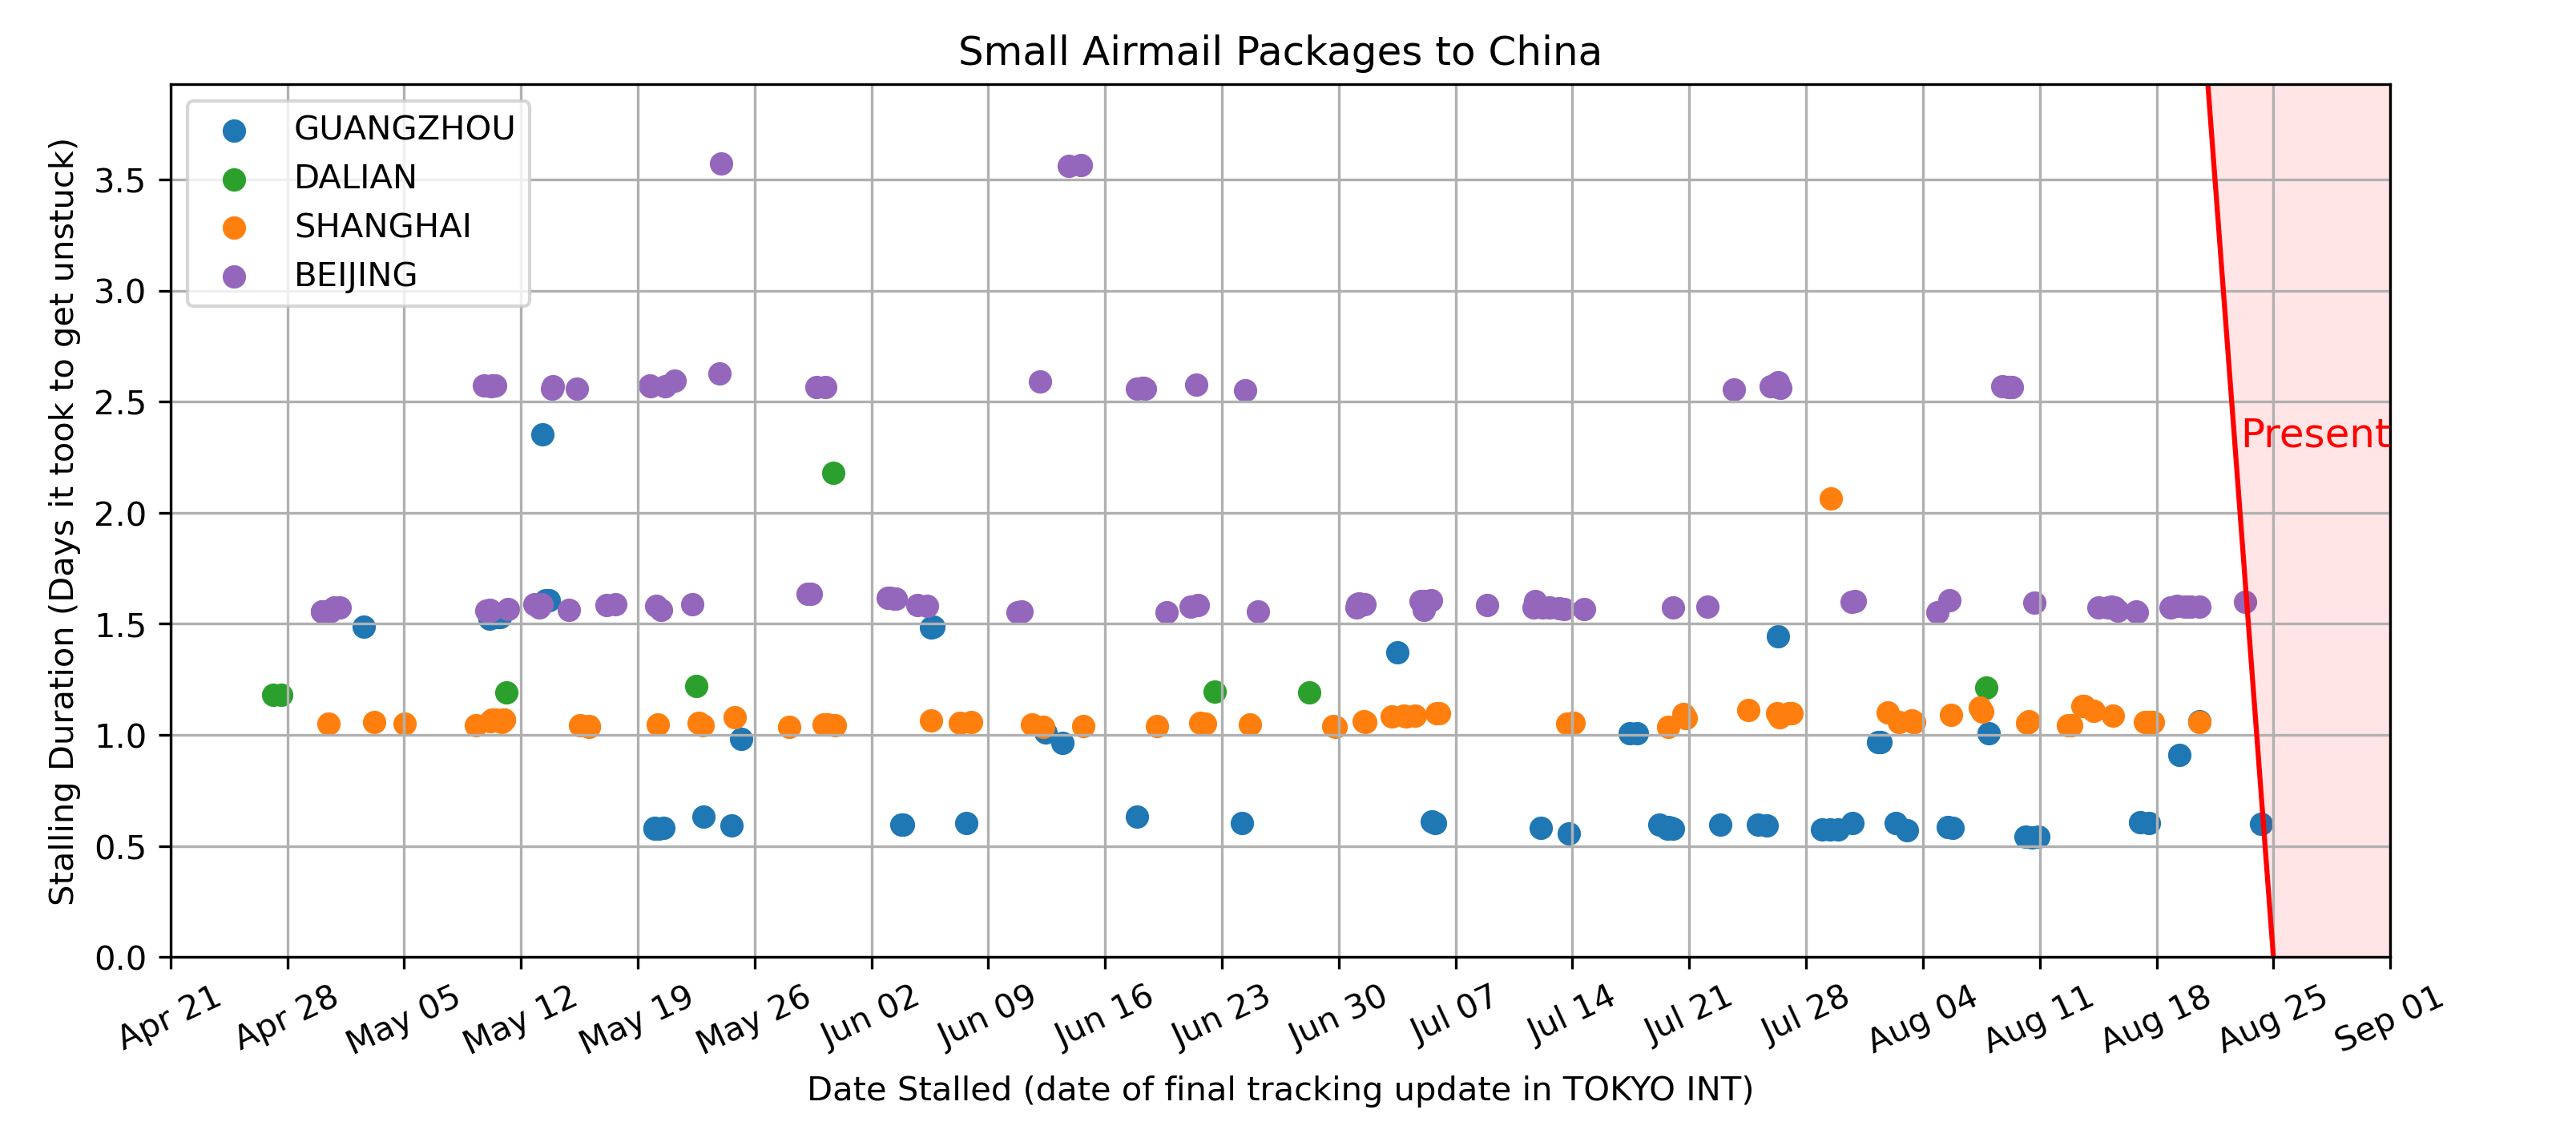 Small Airmail Packages to China
Stalling Duration (Days it took to get unstuck)
3.5
3.0
2.5
2.0
1.5
1.0
0.5
0.0
GUANGZHOU
DALIAN
SHANGHAI
BEIJING
Present
Apr 21
Apr 28
May 05
May 12
May 19
May 26
Jun 02
Jun 09
Jun 16
Jun 23
Jun 30
Jul 07
Jul 14
Jul 21
Jul 28
Aug 04
Aug 11
Aug 18
Aug 25
Sep 01
Date Stalled (date of final tracking update in TOKYO INT)